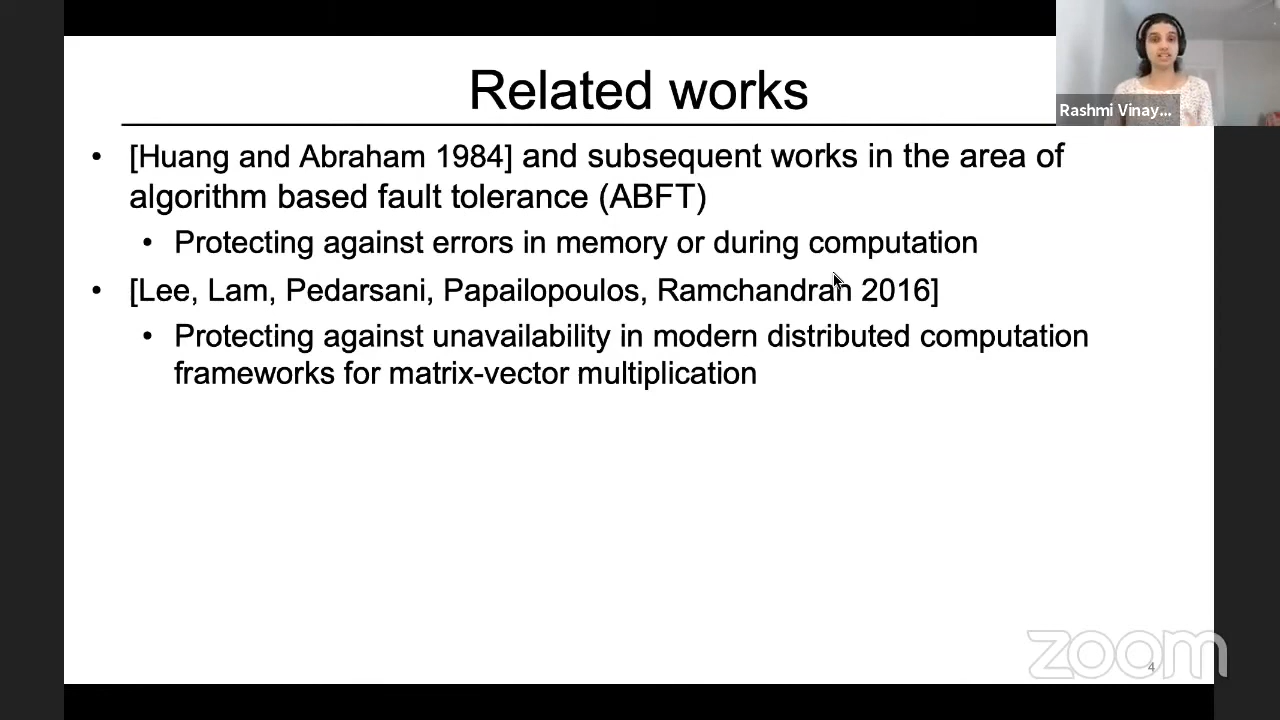 Related works
Rashmi Vinay...
• [Huang and Abraham 1984] and subsequent works in the area of
algorithm based fault tolerance (ABFT)
• Protecting against errors in memory or during computation
• [Lee, Lam, Pedarsani, Papailopoulos, Ramchandran 2016]
• Protecting against unavailability in modern distributed computation
frameworks for matrix-vector multiplication
zoom
4